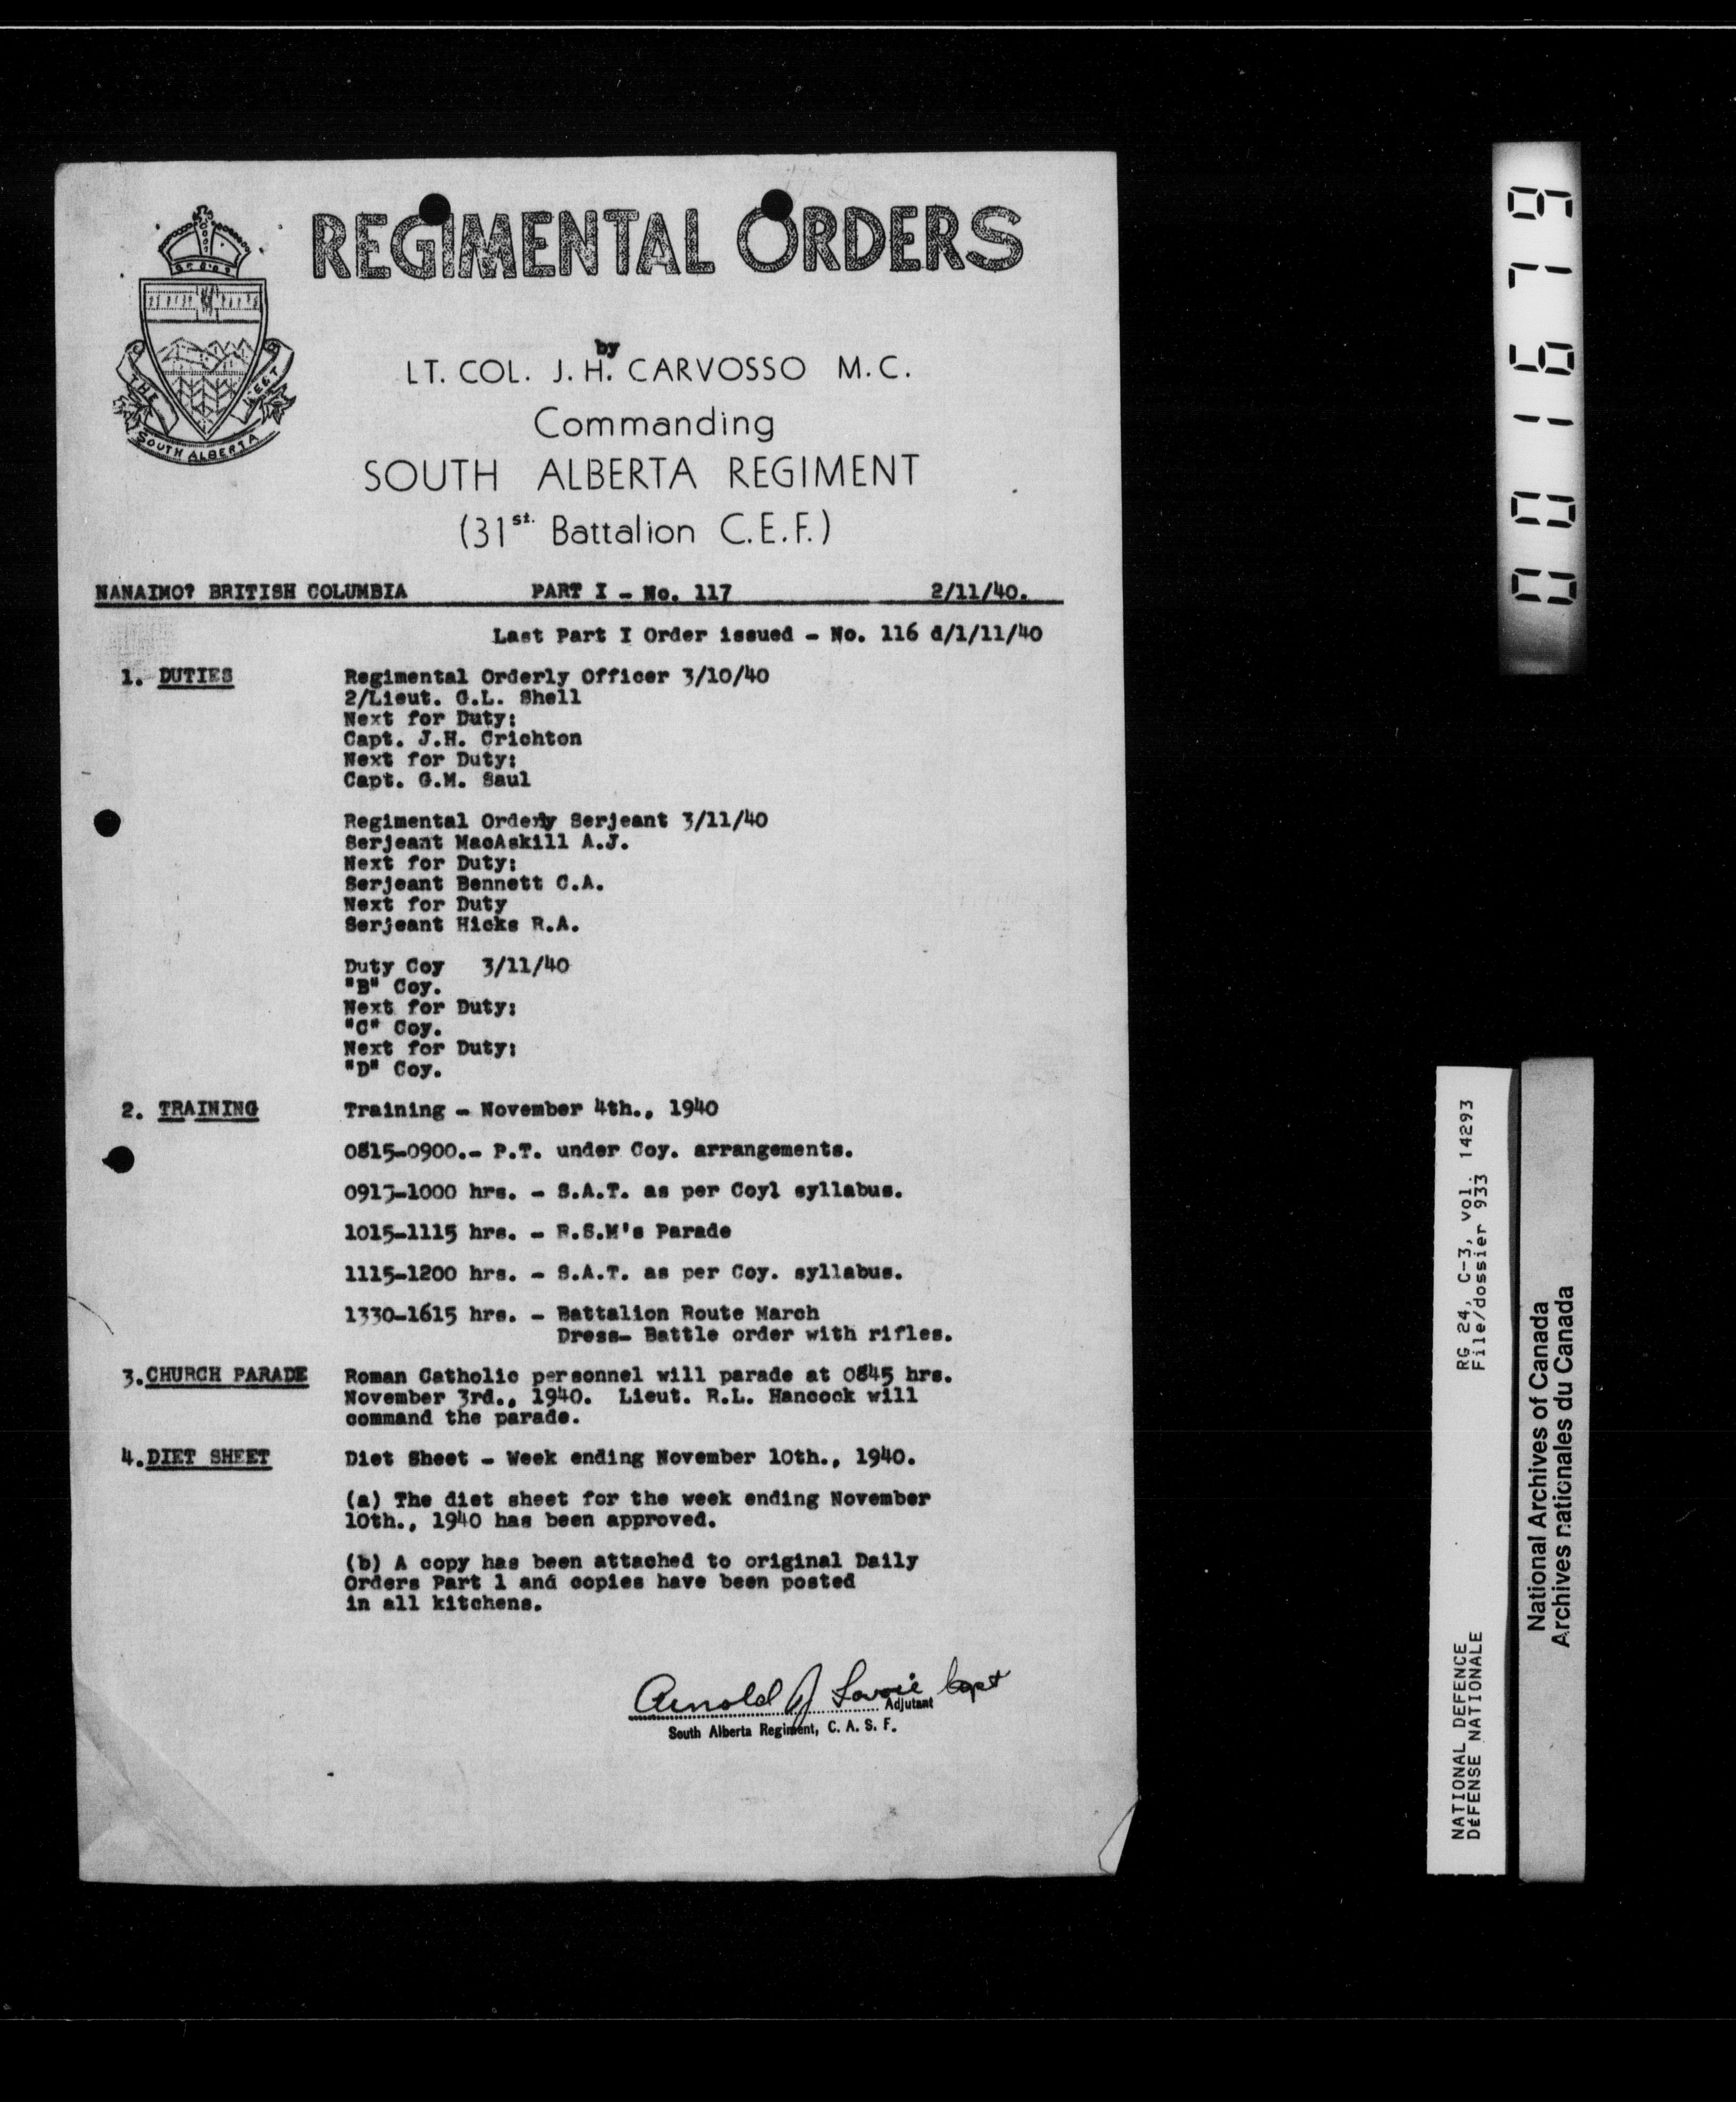 REGIMENTAL ORDERS
by
LT. COL. J. H. CARVOSSO M.C.
Commanding
SOUTH ALBERTA REGIMENT
(31st. Battalion C.E.F.)
THE
SOUTH ALBERTA
NANAIMO? BRITISH COLUMBIA PART I - No. 117 2/11/40.
Last Part I Order issued - No. 116 d/1/11/40
1. DUTIES Regimental Orderly Officer 3/10/40
2/Lieut. G.L. Shell
Next for Duty:
Capt. J.H. Crichton
Next for Duty:
Capt. G.M. Saul
Regimental Orderly Serjeant 3/11/40
Serjeant MacAskill A.J.
Next for Duty:
Serjeant Bennett C.A.
Next for Duty
Serjeant Hicks R.A.
Duty Coy 3/11/40
"B" Coy.
Next for Duty:
"C" Coy.
Next for Duty:
"D" Coy.
2. TRAINING Training - November 4th., 1940
0815-0900.- P.T. under Coy. arrangements.
0915-1000 hrs. - S.A.T. as per Coyl syllabus.
1015-1115 hrs. - R.S.M's Parade
1115-1200 hrs. - S.A.T. as per Coy. syllabus.
1330-1615 hrs. - Battalion Route March
Dress- Battle order with rifles.
3.CHURCH PARADE Roman Catholic personnel will parade at 0845 hrs.
November 3rd., 1940. Lieut. R.L. Hancock will
command the parade.
4.DIET SHEET Diet Sheet - Week ending November 10th., 1940.
(a) The diet sheet for the week ending November
10th., 1940 has been approved.
(b) A copy has been attached to original Daily
Orders Part 1 and copies have been posted
in all kitchens.
Arnold J Lavoie Capt
Adjutant
South Alberta Regiment, C. A. S. F.
001679
NATIONAL DEFENCE RG 24, C-3, vol. 14293
DéFENSE NATIONALE File/dossier 933
National Archives of Canada
Archives nationales du Canada